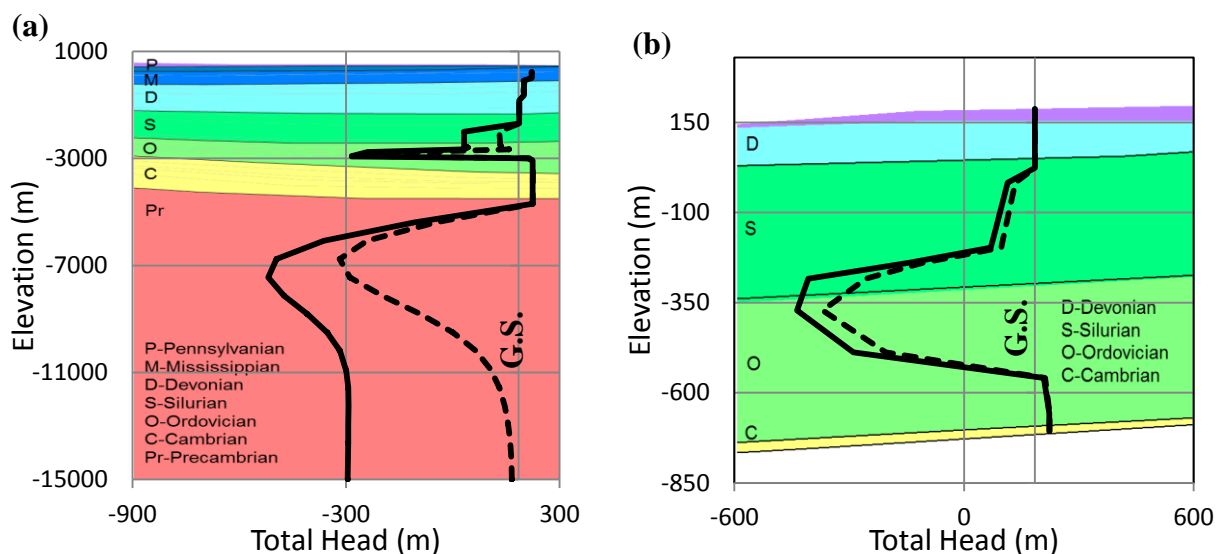 (a)
1000
-3000
-7000
-11000
-15000
Elevation (m)
P
M
D
S
O
C
Pr
G.S.
P-Pennsylvanian
M-Mississippian
D-Devonian
S-Silurian
O-Ordovician
C-Cambrian
Pr-Precambrian
-900
-300
300
Total Head (m)
(b)
150
-100
-350
-600
-850
Elevation (m)
D
S
O
C
G.S.
D-Devonian
S-Silurian
O-Ordovician
C-Cambrian
-600
0
600
Total Head (m)